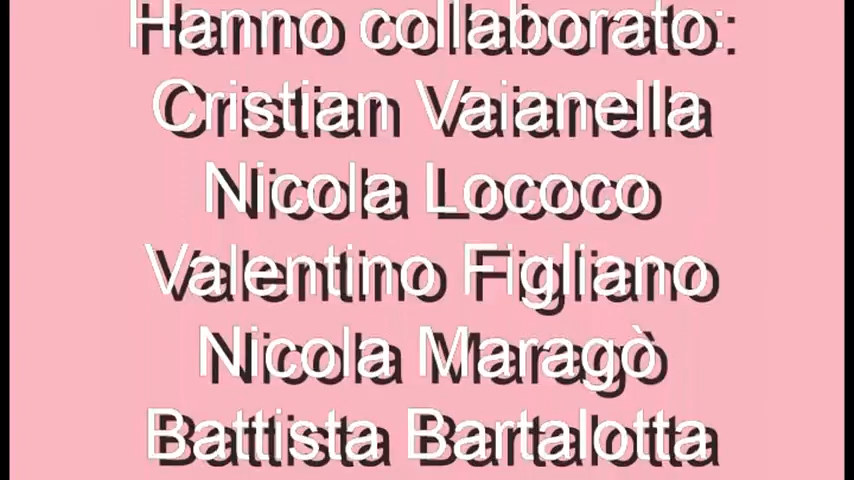 Hanno collaborato:
Cristian Vaianella
Nicola Lococo
Valentino Figliano
Nicola Maragò
Battista Bartalotta